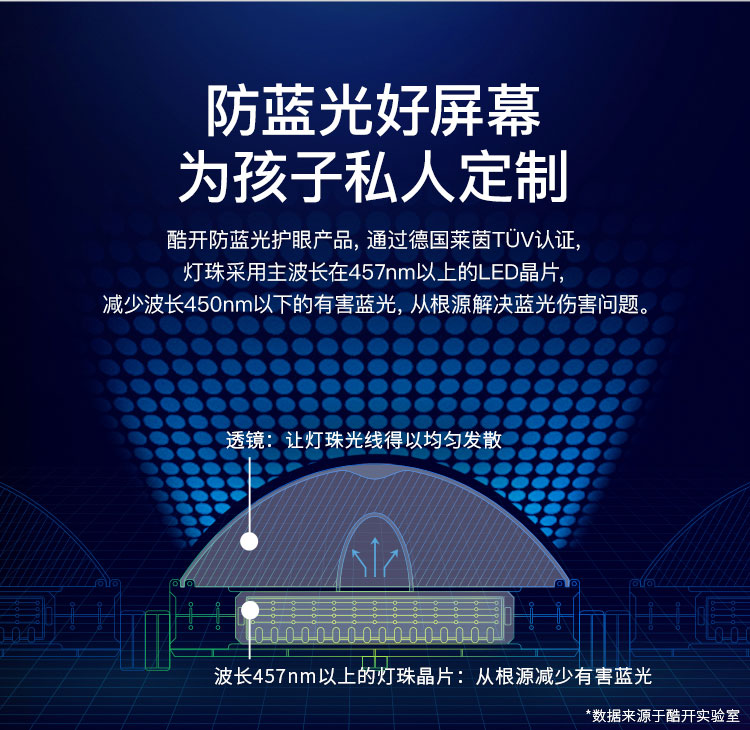 防蓝光好屏幕
为孩子私人定制
酷开防蓝光护眼产品, 通过德国莱茵TÜV认证,
灯珠采用主波长在457nm以上的LED晶片,
减少波长450nm以下的有害蓝光, 从根源解决蓝光伤害问题。
透镜：让灯珠光线得以均匀发散
波长457nm以上的灯珠晶片：从根源减少有害蓝光
*数据来源于酷开实验室